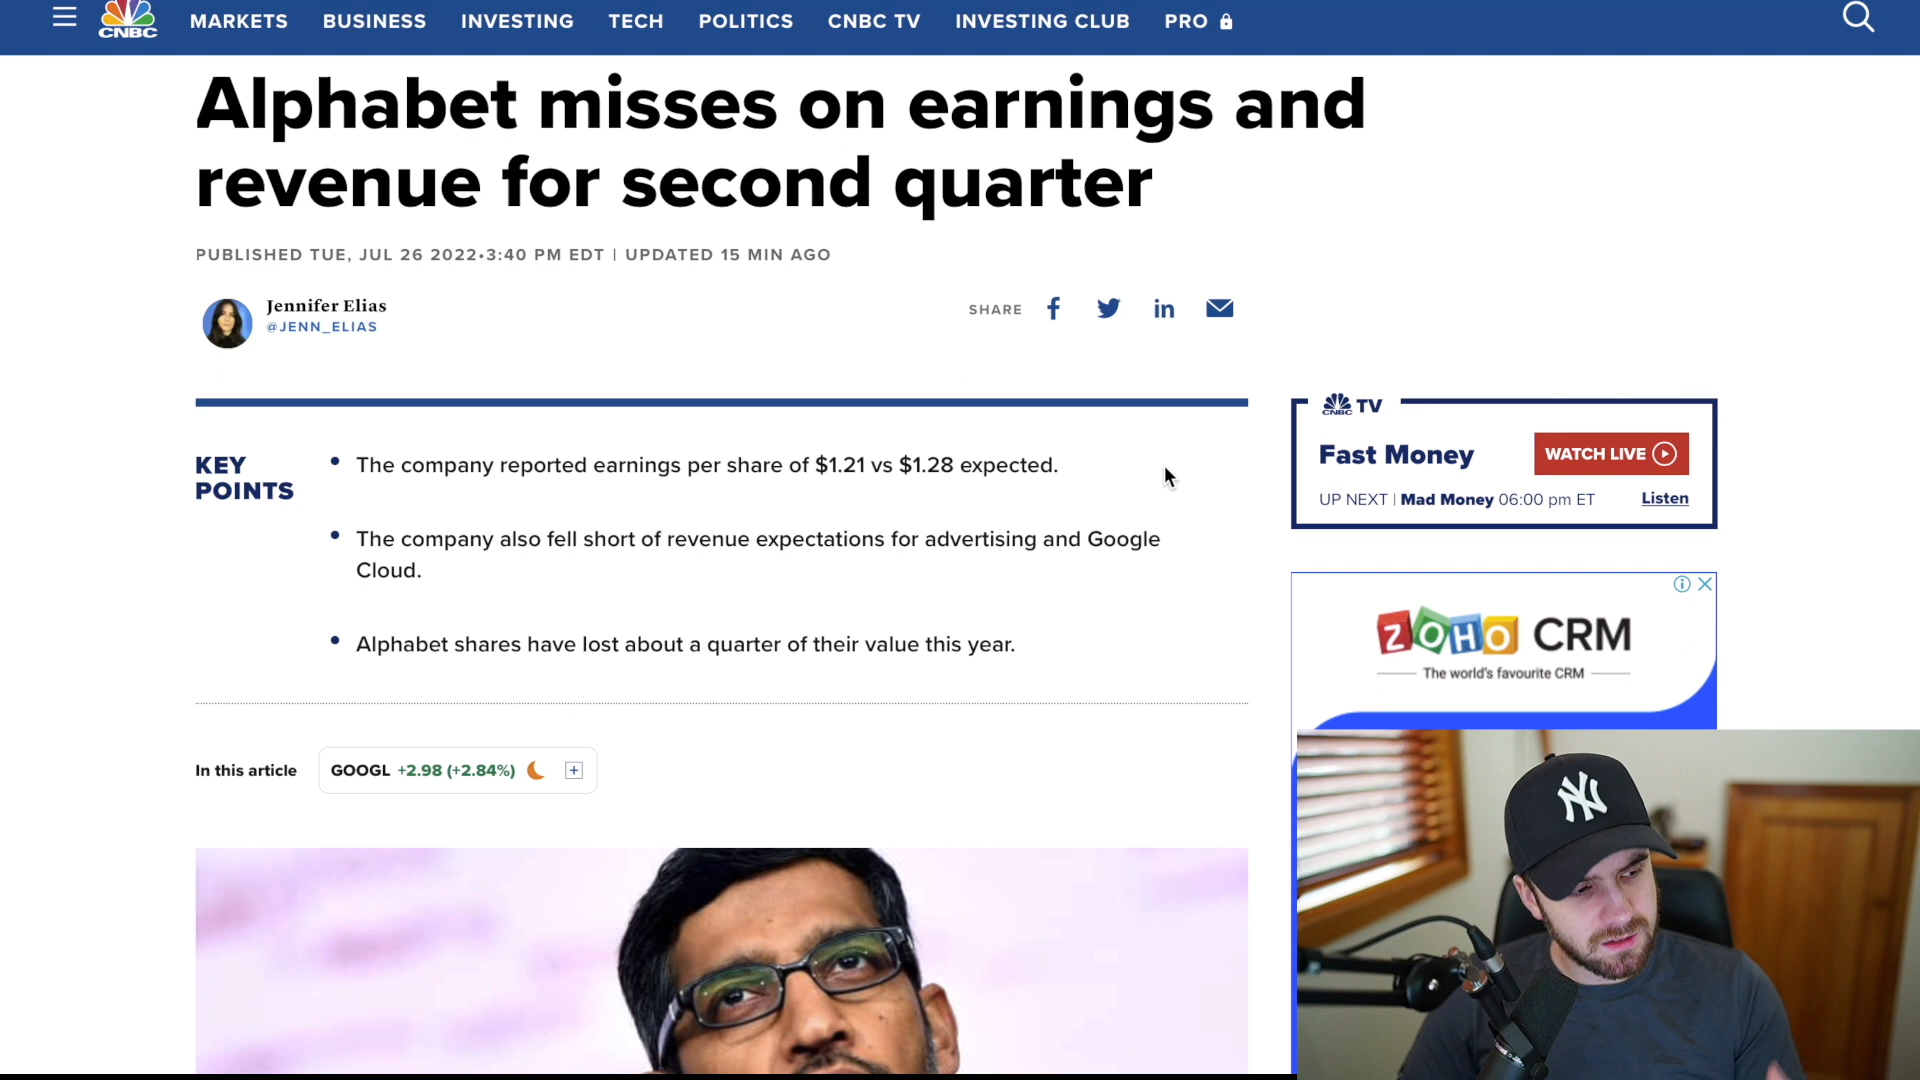 CNBC
MARKETS BUSINESS INVESTING TECH POLITICS CNBC TV INVESTING CLUB PRO
Alphabet misses on earnings and
revenue for second quarter
PUBLISHED TUE, JUL 26 2022•3:40 PM EDT | UPDATED 15 MIN AGO
Jennifer Elias
@JENN_ELIAS
SHARE
KEY
POINTS
• The company reported earnings per share of $1.21 vs $1.28 expected.
• The company also fell short of revenue expectations for advertising and Google
Cloud.
• Alphabet shares have lost about a quarter of their value this year.
In this article
GOOGL +2.98 (+2.84%)
CNBC TV
Fast Money
WATCH LIVE
UP NEXT | Mad Money 06:00 pm ET
Listen
ZOHO CRM
The world's favourite CRM
NY